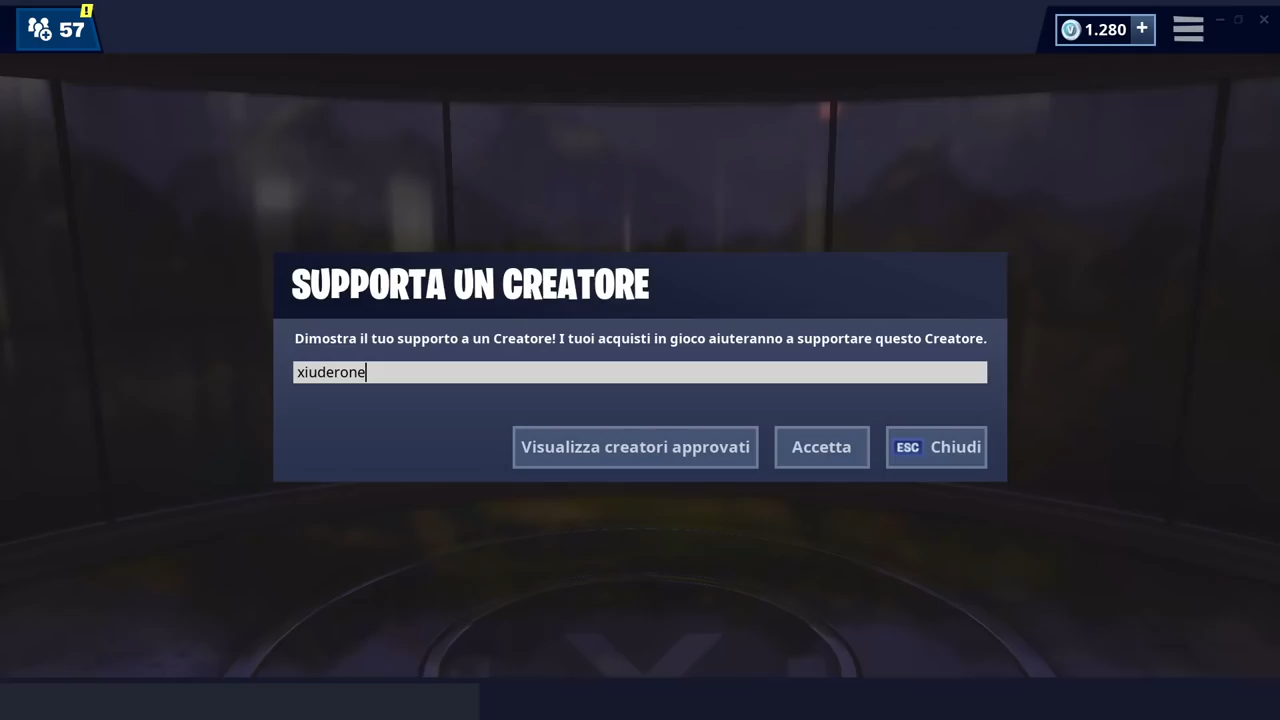 57
!
1.280 +
SUPPORTA UN CREATORE
Dimostra il tuo supporto a un Creatore! I tuoi acquisti in gioco aiuteranno a supportare questo Creatore.
xiuderone
Visualizza creatori approvati
Accetta
ESC Chiudi